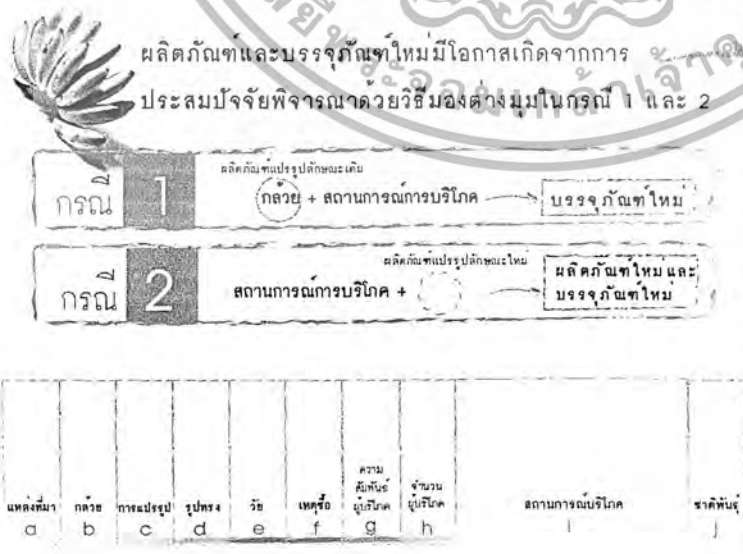 ผลิตภัณฑ์และบรรจุภัณฑ์ใหม่มีโอกาสเกิดจากการ
ประสมปัจจัยพิจารณาด้วยวิธีมองต่างมุมในกรณี 1 และ 2
ผลิตภัณฑ์แปรรูปลักษณะเดิม
กรณี 1 กล้วย + สถานการณ์การบริโภค บรรจุภัณฑ์ใหม่
ผลิตภัณฑ์แปรรูปลักษณะใหม่
กรณี 2 สถานการณ์การบริโภค + ผลิตภัณฑ์ใหม่และ
บรรจุภัณฑ์ใหม่
ความ
สัมพันธ์ จำนวน
แหล่งที่มา กล้วย การแปรรูป รูปทรง วัย เหตุซื้อ ผู้บริโภค ผู้บริโภค สถานการณ์บริโภค ชาติพันธุ์
a b c d e f g h i j